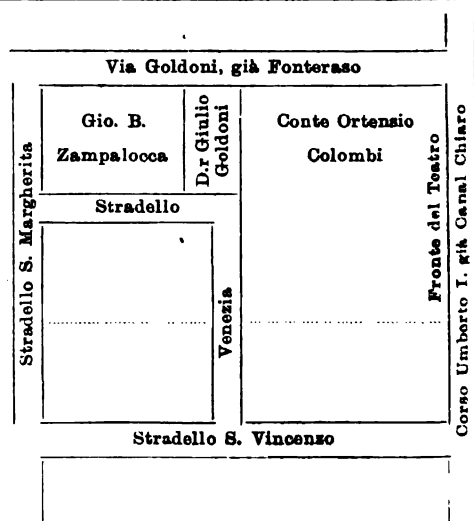 Via Goldoni, già Fonteraso
Gio. B.
Zampalocca
D.r Giulio
Goldoni
Conte Ortensio
Colombi
Stradello S. Margherita
Stradello
Venezia
Fronte del Teatro
Corso Umberto I. già Canal Chiaro
Stradello S. Vincenzo